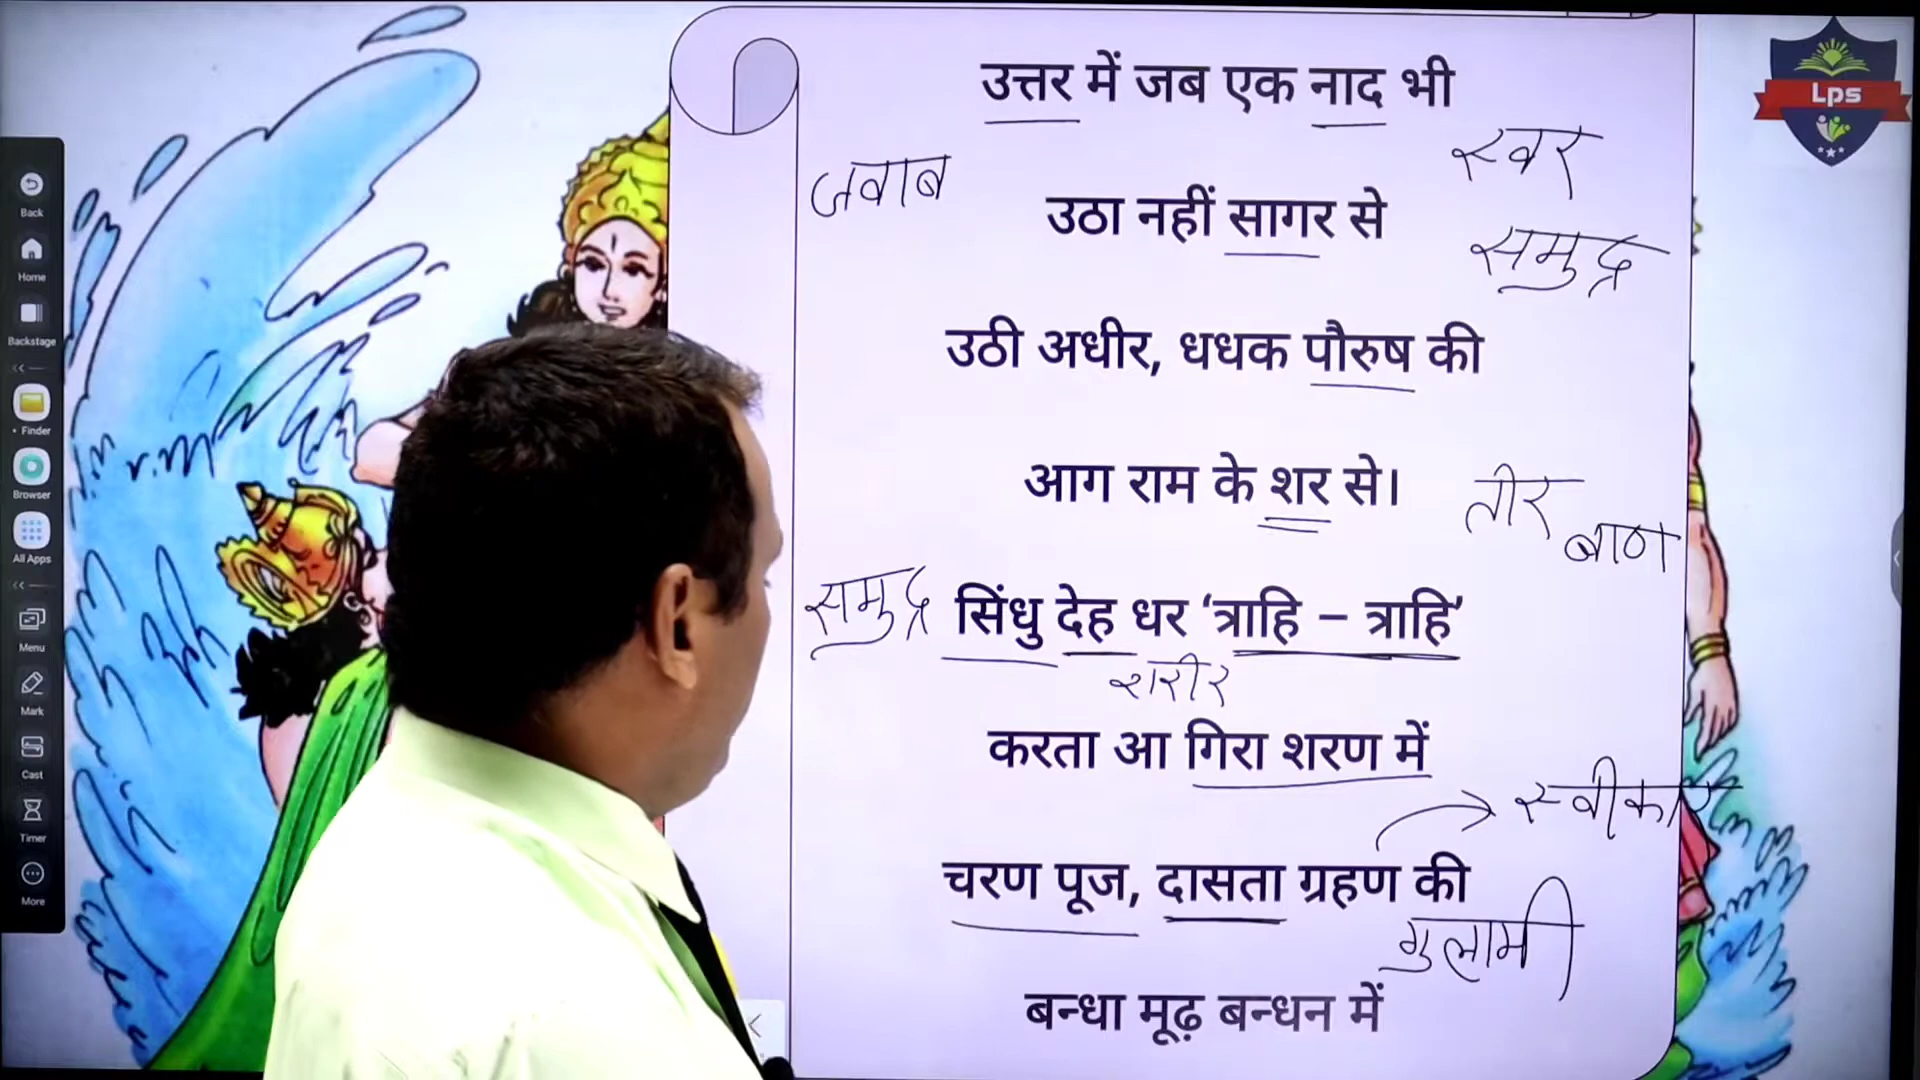 Lps
उत्तर में जब एक नाद भी
स्वर
जवाब
उठा नहीं सागर से
समुद्र
उठी अधीर, धधक पौरुष की
आग राम के शर से।
तीर
बाण
समुद्र
सिंधु देह धर ‘त्राहि – त्राहि’
शरीर
करता आ गिरा शरण में
स्वीकार
चरण पूज, दासता ग्रहण की
गुलामी
बन्धा मूढ़ बन्धन में
Back
Home
Backstage
Finder
Browser
All Apps
Menu
Mark
Cast
Timer
More